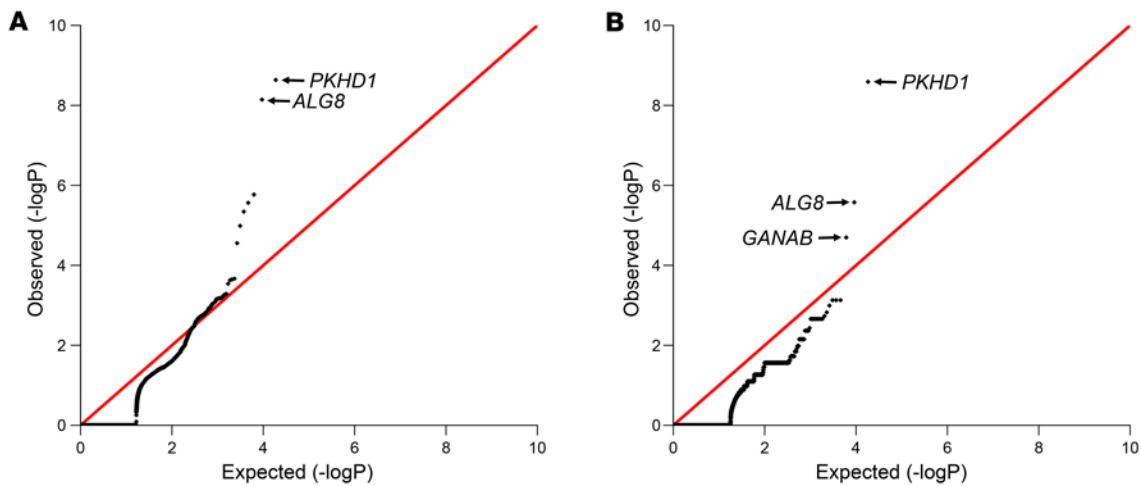 A
10
8
6
4
2
0
Observed (-logP)
PKHD1
ALG8
0 2 4 6 8 10
Expected (-logP)
B
10
8
6
4
2
0
Observed (-logP)
PKHD1
ALG8
GANAB
0 2 4 6 8 10
Expected (-logP)